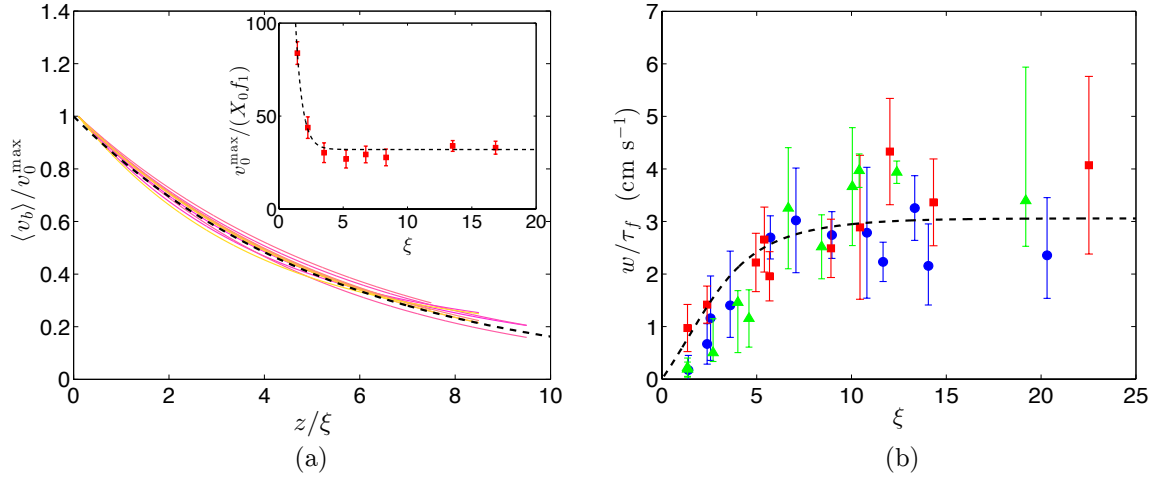 1.4
1.2
1
0.8
0.6
0.4
0.2
0
0 2 4 6 8 10
⟨v_b⟩/v_0^max
z/ξ
100
50
0
0 5 10 15 20
v_0^max/(X_0 f_1)
ξ
(a)
7
6
5
4
3
2
1
0
0 5 10 15 20 25
w/τ_f (cm s⁻¹)
ξ
(b)